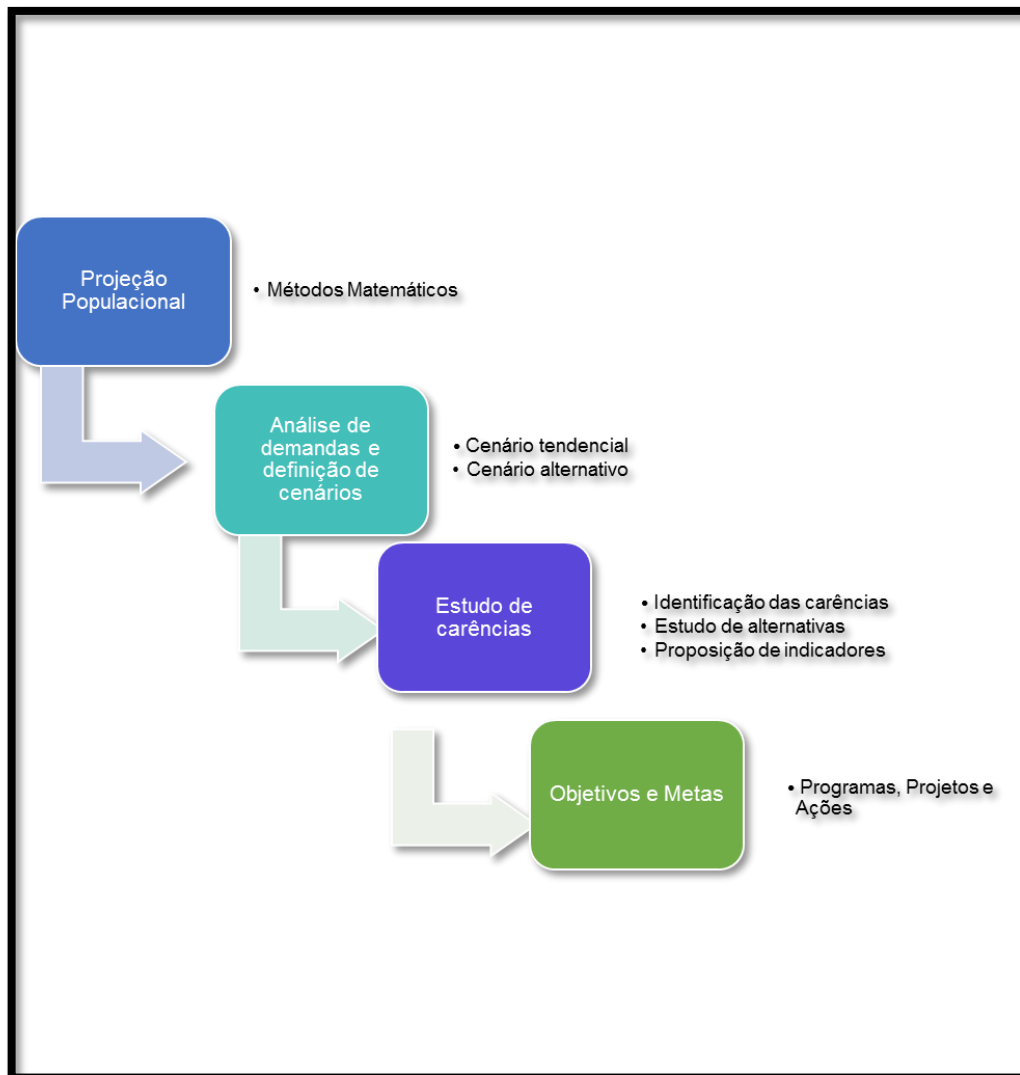 Projeção
Populacional
• Métodos Matemáticos
Análise de
demandas e
definição de
cenários
• Cenário tendencial
• Cenário alternativo
Estudo de
carências
• Identificação das carências
• Estudo de alternativas
• Proposição de indicadores
Objetivos e Metas
• Programas, Projetos e
Ações